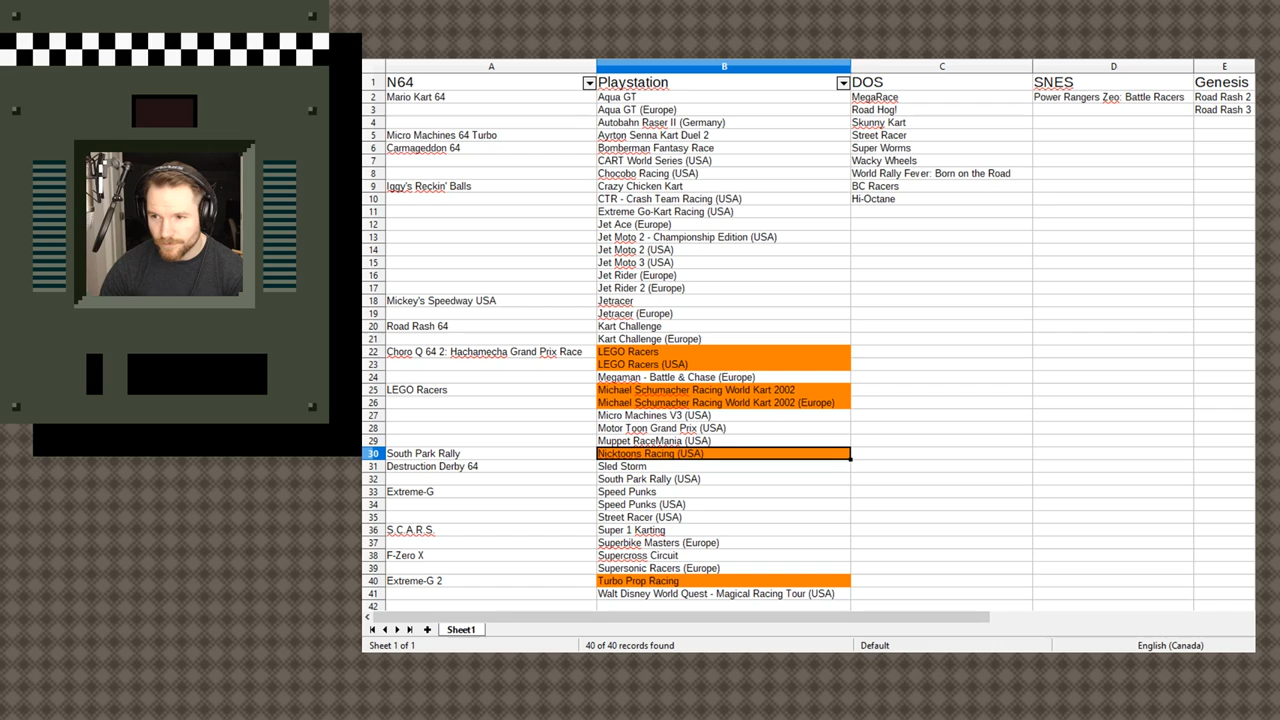 A B C D E
1 N64 Playstation DOS SNES Genesis
2 Mario Kart 64 Aqua GT MegaRace Power Rangers Zeo: Battle Racers Road Rash 2
3 Aqua GT (Europe) Road Hog! Road Rash 3
4 Autobahn Raser II (Germany) Skunny Kart
5 Micro Machines 64 Turbo Ayrton Senna Kart Duel 2 Street Racer
6 Carmageddon 64 Bomberman Fantasy Race Super Worms
7 CART World Series (USA) Wacky Wheels
8 Chocobo Racing (USA) World Rally Fever: Born on the Road
9 Iggy's Reckin' Balls Crazy Chicken Kart BC Racers
10 CTR - Crash Team Racing (USA) Hi-Octane
11 Extreme Go-Kart Racing (USA)
12 Jet Ace (Europe)
13 Jet Moto 2 - Championship Edition (USA)
14 Jet Moto 2 (USA)
15 Jet Moto 3 (USA)
16 Jet Rider (Europe)
17 Jet Rider 2 (Europe)
18 Mickey's Speedway USA Jetracer
19 Jetracer (Europe)
20 Road Rash 64 Kart Challenge
21 Kart Challenge (Europe)
22 Choro Q 64 2: Hachamecha Grand Prix Race LEGO Racers
23 LEGO Racers (USA)
24 Megaman - Battle & Chase (Europe)
25 LEGO Racers Michael Schumacher Racing World Kart 2002
26 Michael Schumacher Racing World Kart 2002 (Europe)
27 Micro Machines V3 (USA)
28 Motor Toon Grand Prix (USA)
29 Muppet RaceMania (USA)
30 South Park Rally Nicktoons Racing (USA)
31 Destruction Derby 64 Sled Storm
32 South Park Rally (USA)
33 Extreme-G Speed Punks
34 Speed Punks (USA)
35 Street Racer (USA)
36 S.C.A.R.S. Super 1 Karting
37 Superbike Masters (Europe)
38 F-Zero X Supercross Circuit
39 Supersonic Racers (Europe)
40 Extreme-G 2 Turbo Prop Racing
41 Walt Disney World Quest - Magical Racing Tour (USA)
42
Sheet1
Sheet 1 of 1 40 of 40 records found Default English (Canada)